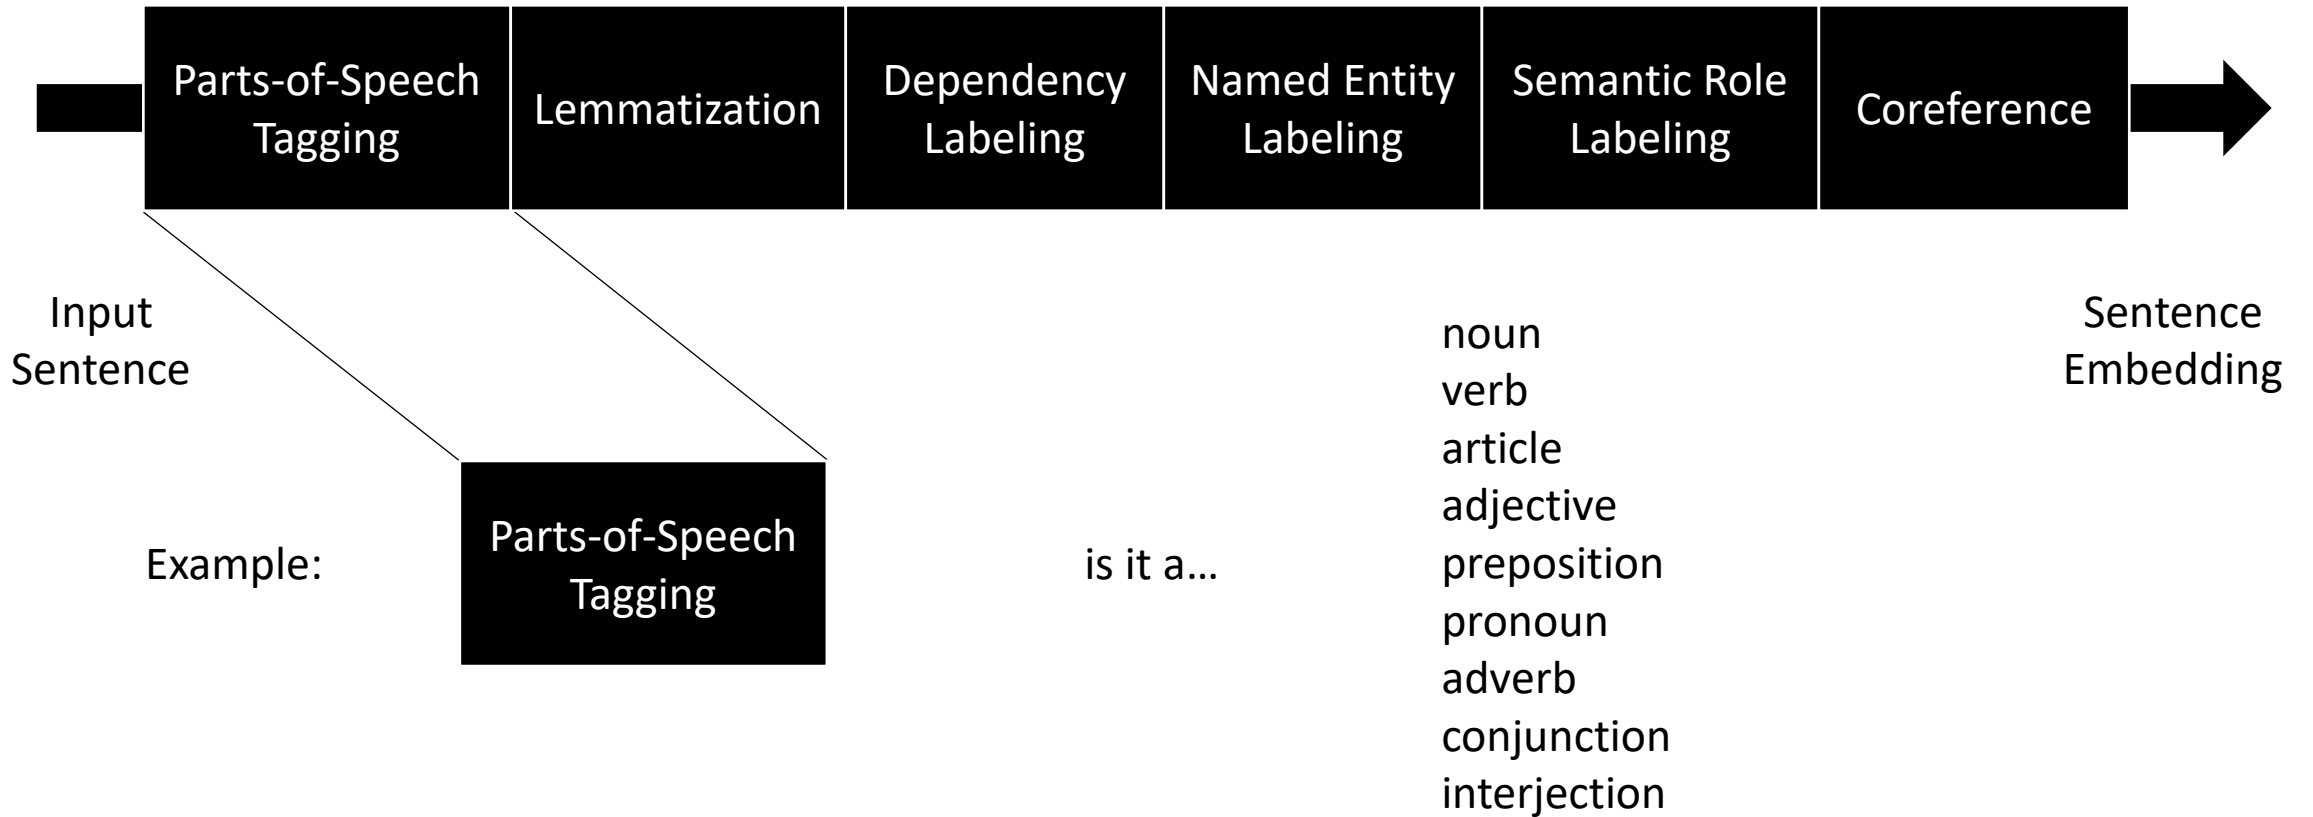 Parts-of-Speech
Tagging
Lemmatization
Dependency
Labeling
Named Entity
Labeling
Semantic Role
Labeling
Coreference
Input
Sentence
Sentence
Embedding
Example:
Parts-of-Speech
Tagging
is it a…
noun
verb
article
adjective
preposition
pronoun
adverb
conjunction
interjection